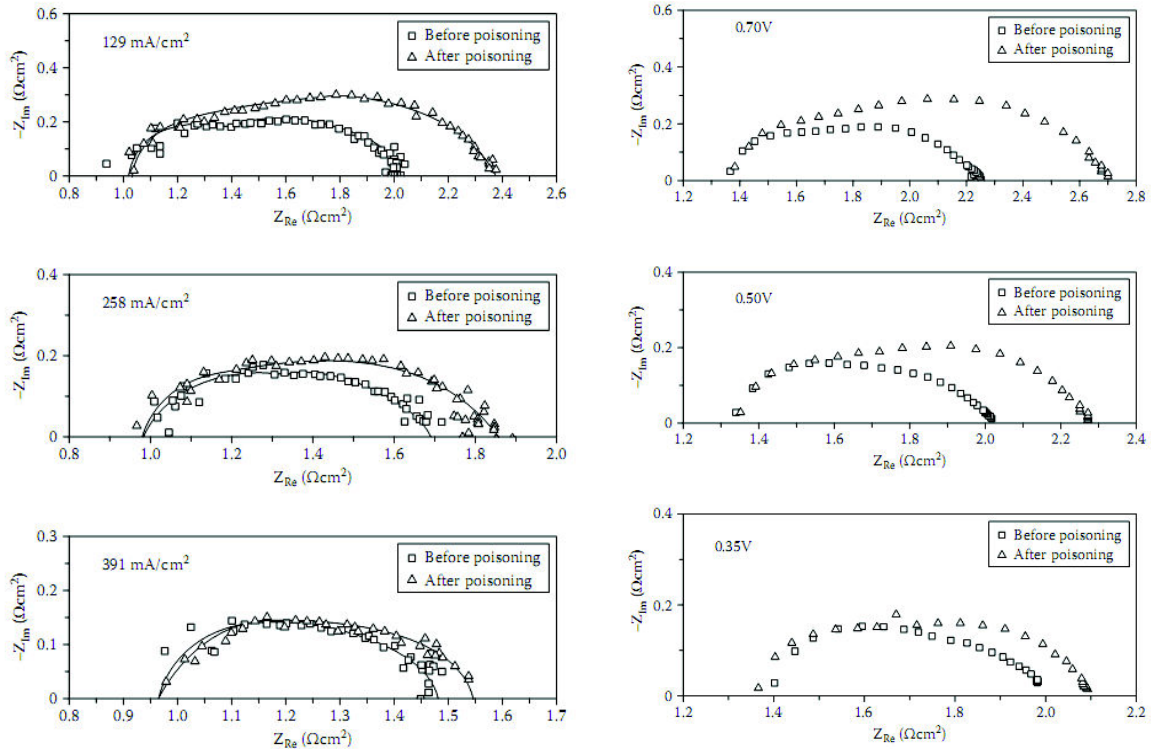 0.6
0.4
0.2
0
−Z_Im (Ωcm²)
129 mA/cm²
Before poisoning
After poisoning
0.8 1.0 1.2 1.4 1.6 1.8 2.0 2.2 2.4 2.6
Z_Re (Ωcm²)
0.6
0.4
0.2
0
−Z_Im (Ωcm²)
0.70V
Before poisoning
After poisoning
1.2 1.4 1.6 1.8 2.0 2.2 2.4 2.6 2.8
Z_Re (Ωcm²)
0.4
0.2
0
−Z_Im (Ωcm²)
258 mA/cm²
Before poisoning
After poisoning
0.8 1.0 1.2 1.4 1.6 1.8 2.0
Z_Re (Ωcm²)
0.4
0.2
0
−Z_Im (Ωcm²)
0.50V
Before poisoning
After poisoning
1.2 1.4 1.6 1.8 2.0 2.2 2.4
Z_Re (Ωcm²)
0.3
0.2
0.1
0
−Z_Im (Ωcm²)
391 mA/cm²
Before poisoning
After poisoning
0.8 0.9 1.0 1.1 1.2 1.3 1.4 1.5 1.6 1.7
Z_Re (Ωcm²)
0.4
0.2
0
−Z_Im (Ωcm²)
0.35V
Before poisoning
After poisoning
1.2 1.4 1.6 1.8 2.0 2.2
Z_Re (Ωcm²)